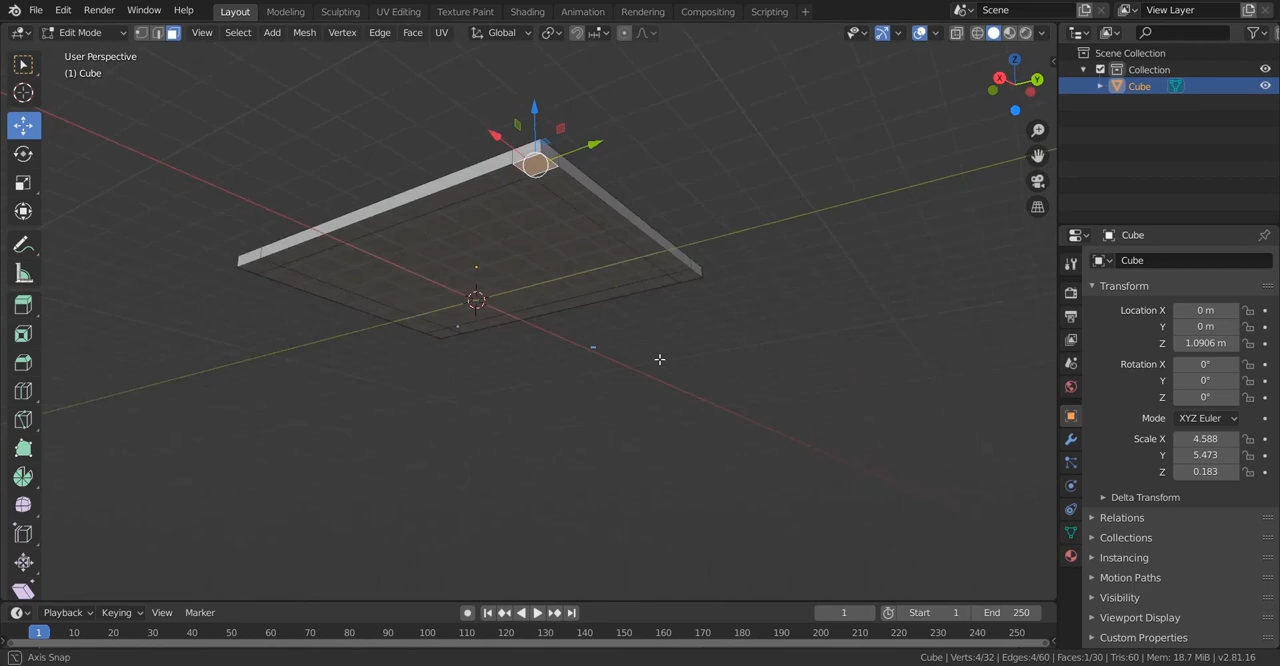 File Edit Render Window Help Layout Modeling Sculpting UV Editing Texture Paint Shading Animation Rendering Compositing Scripting + Scene View Layer
Edit Mode View Select Add Mesh Vertex Edge Face UV Global
User Perspective
(1) Cube
Z
X
Y
Scene Collection
Collection
Cube
Cube
Cube
Transform
Location X 0 m
Y 0 m
Z 1.0906 m
Rotation X 0°
Y 0°
Z 0°
Mode XYZ Euler
Scale X 4.588
Y 5.473
Z 0.183
Delta Transform
Relations
Collections
Instancing
Motion Paths
Visibility
Viewport Display
Custom Properties
Playback Keying View Marker 1 Start 1 End 250
1 10 20 30 40 50 60 70 80 90 100 110 120 130 140 150 160 170 180 190 200 210 220 230 240 250
Axis Snap
Cube | Verts:4/32 | Edges:4/60 | Faces:1/30 | Tris:60 | Mem: 18.7 MiB | v2.81.16